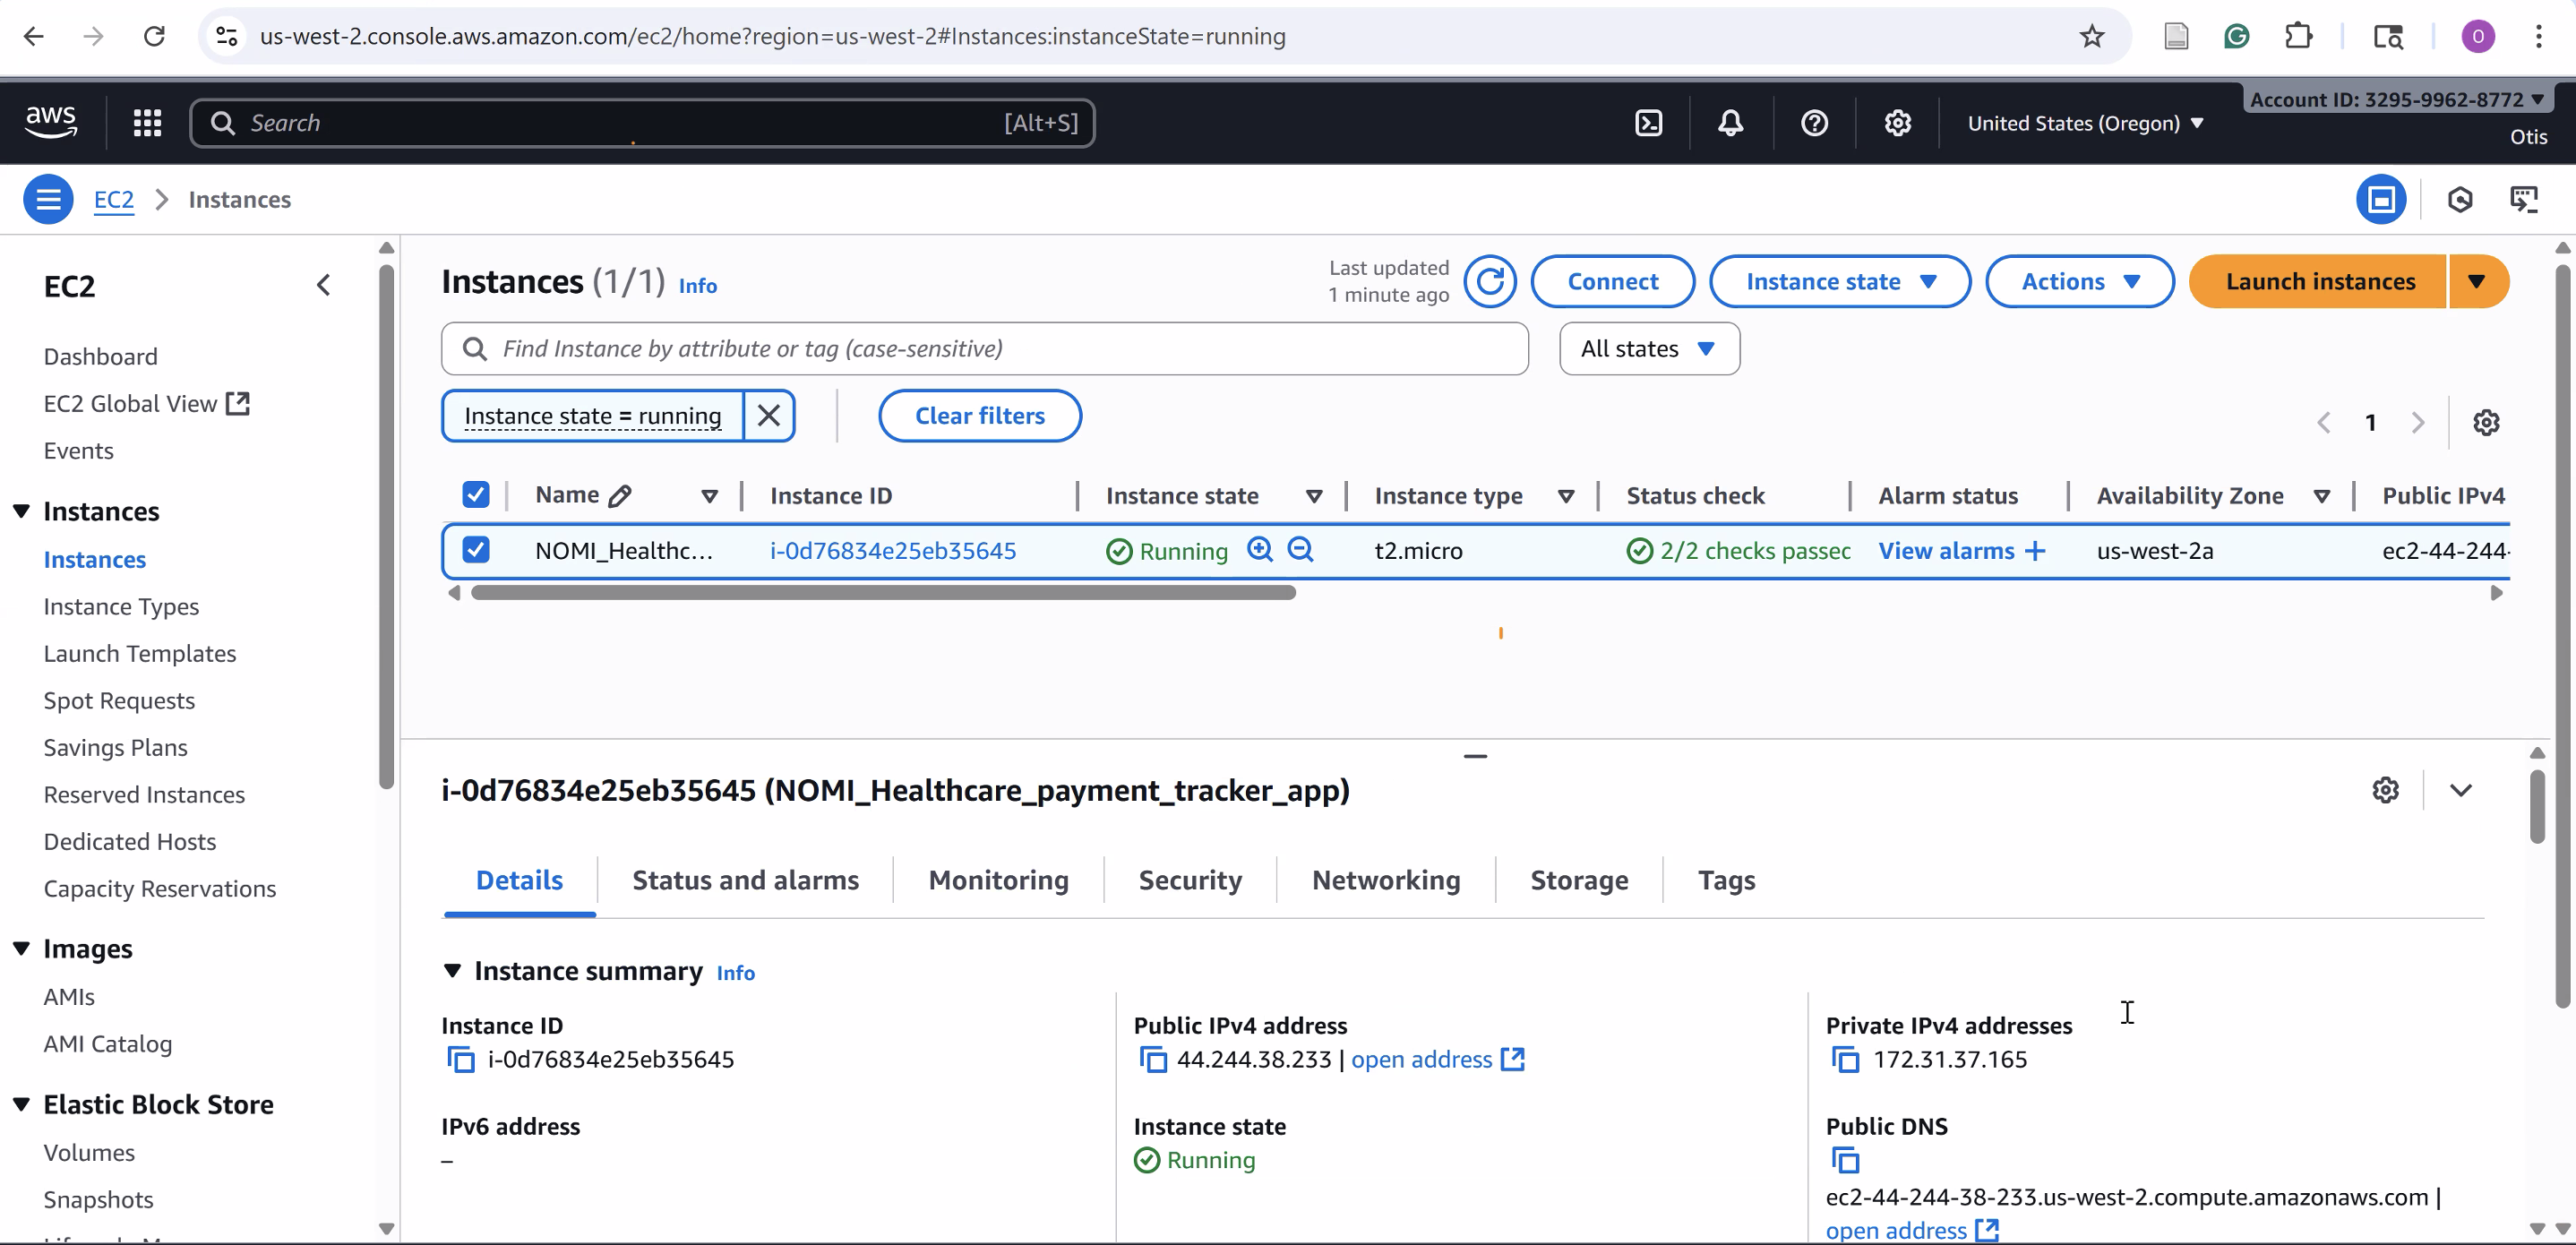 us-west-2.console.aws.amazon.com/ec2/home?region=us-west-2#Instances:instanceState=running
O
aws
Search
[Alt+S]
United States (Oregon)
Account ID: 3295-9962-8772
Otis
EC2
Instances
EC2
Dashboard
EC2 Global View
Events
Instances
Instances
Instance Types
Launch Templates
Spot Requests
Savings Plans
Reserved Instances
Dedicated Hosts
Capacity Reservations
Images
AMIs
AMI Catalog
Elastic Block Store
Volumes
Snapshots
Instances (1/1) Info
Last updated
1 minute ago
Connect
Instance state
Actions
Launch instances
Find Instance by attribute or tag (case-sensitive)
All states
Instance state = running
Clear filters
1
Name Instance ID Instance state Instance type Status check Alarm status Availability Zone Public IPv4
NOMI_Healthc... i-0d76834e25eb35645 Running t2.micro 2/2 checks passec View alarms + us-west-2a ec2-44-244-
i-0d76834e25eb35645 (NOMI_Healthcare_payment_tracker_app)
Details Status and alarms Monitoring Security Networking Storage Tags
Instance summary Info
Instance ID
i-0d76834e25eb35645
Public IPv4 address
44.244.38.233 | open address
Private IPv4 addresses
172.31.37.165
IPv6 address
–
Instance state
Running
Public DNS
ec2-44-244-38-233.us-west-2.compute.amazonaws.com |
open address